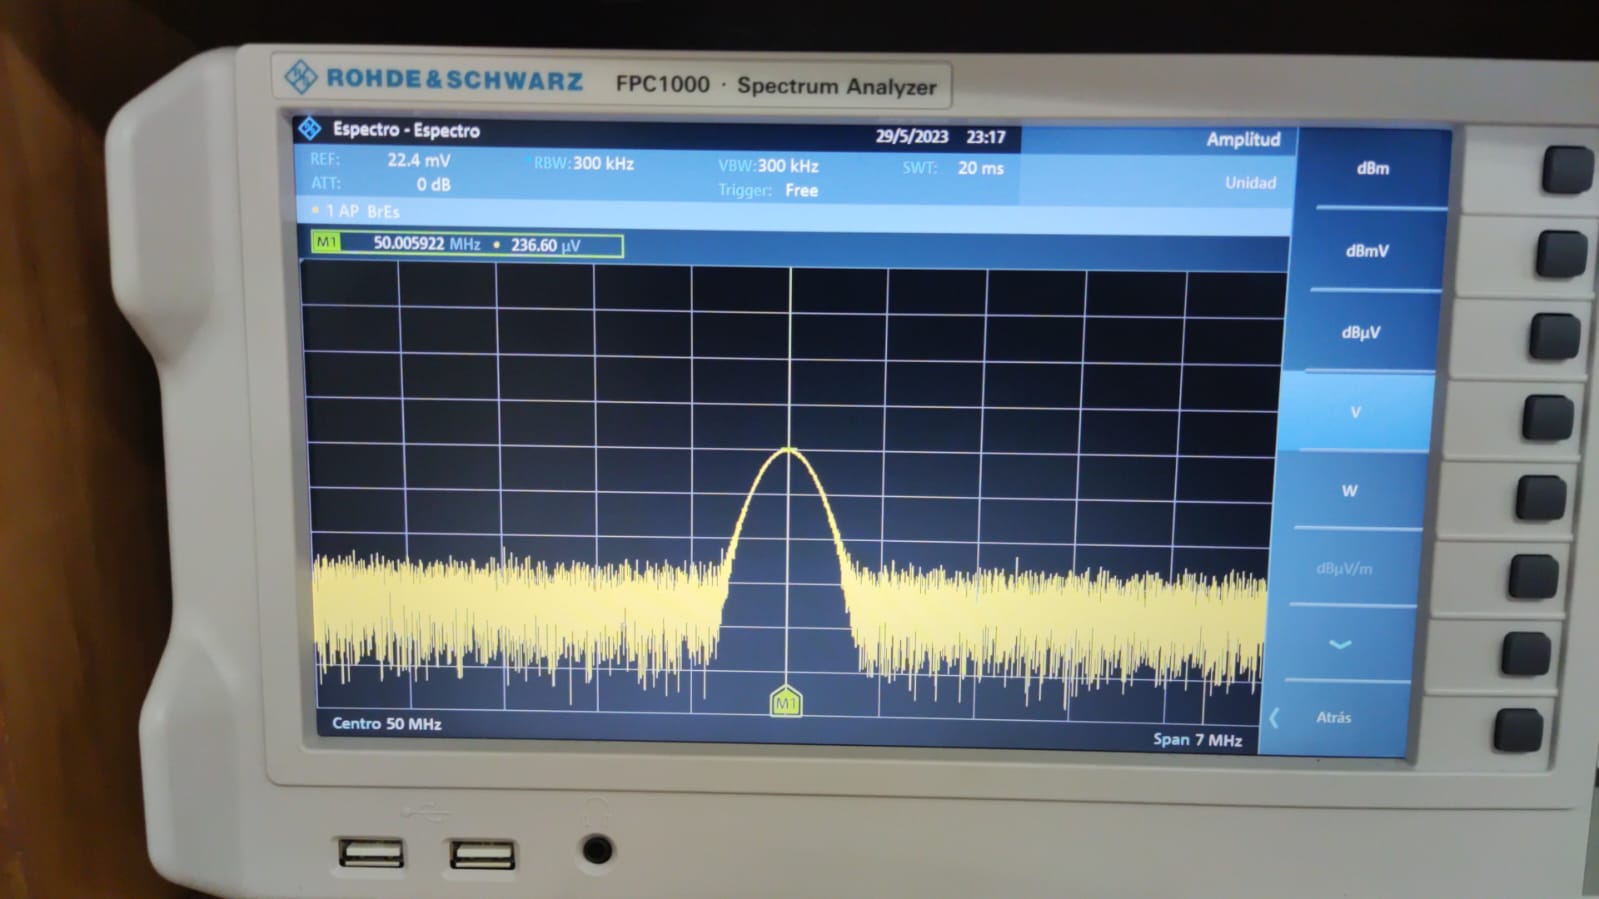 ROHDE&SCHWARZ FPC1000 · Spectrum Analyzer
Espectro - Espectro 29/5/2023 23:17 Amplitud
REF: 22.4 mV RBW: 300 kHz VBW: 300 kHz SWT: 20 ms Unidad
ATT: 0 dB Trigger: Free
1 AP BrEs
M1 50.005922 MHz • 236.60 µV
dBm
dBmV
dBµV
V
W
dBµV/m
Atrás
M1
Centro 50 MHz Span 7 MHz